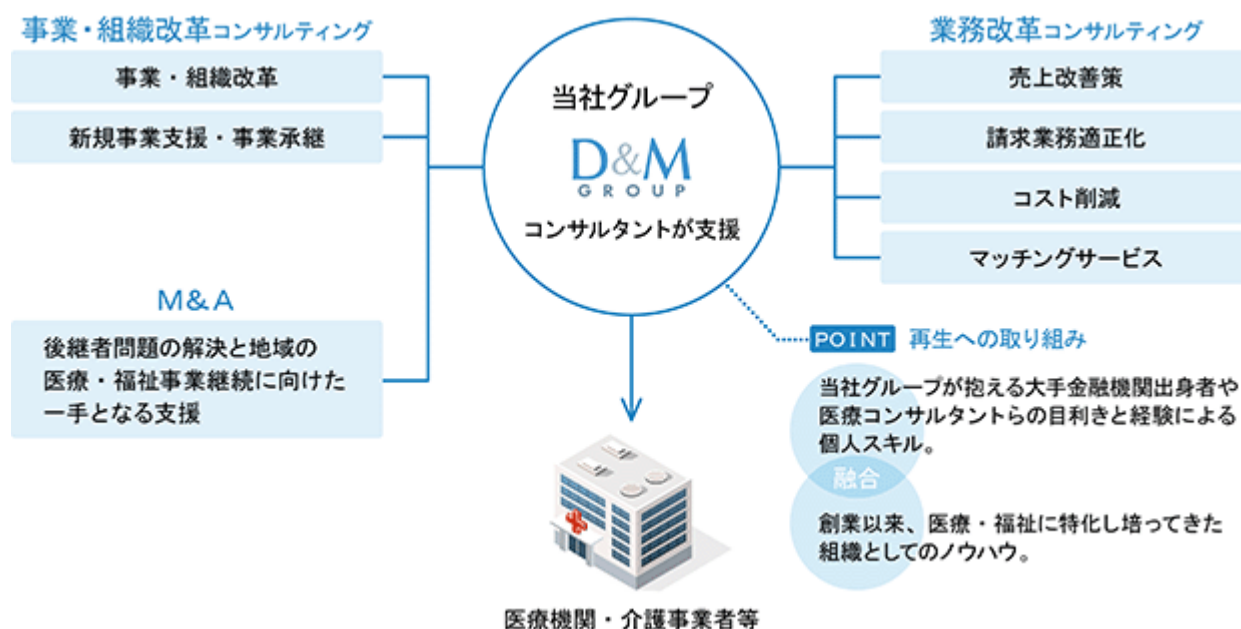 事業・組織改革コンサルティング
事業・組織改革
新規事業支援・事業承継
M&A
後継者問題の解決と地域の
医療・福祉事業継続に向けた
一手となる支援
当社グループ
D&M
GROUP
コンサルタントが支援
業務改革コンサルティング
売上改善策
請求業務適正化
コスト削減
マッチングサービス
POINT 再生への取り組み
当社グループが抱える大手金融機関出身者や
医療コンサルタントらの目利きと経験による
個人スキル。
融合
創業以来、医療・福祉に特化し培ってきた
組織としてのノウハウ。
医療機関・介護事業者等